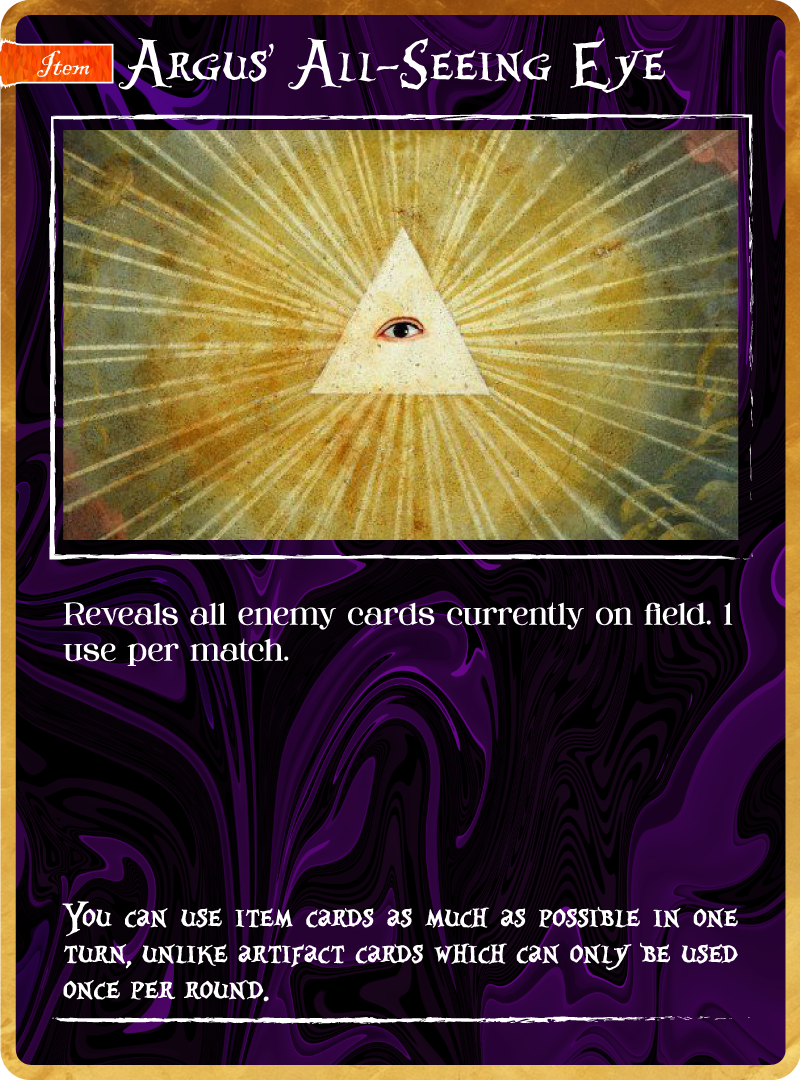 Item
Argus' All-Seeing Eye
Reveals all enemy cards currently on field. 1
use per match.
You can use item cards as much as possible in one
turn, unlike artifact cards which can only be used
once per round.